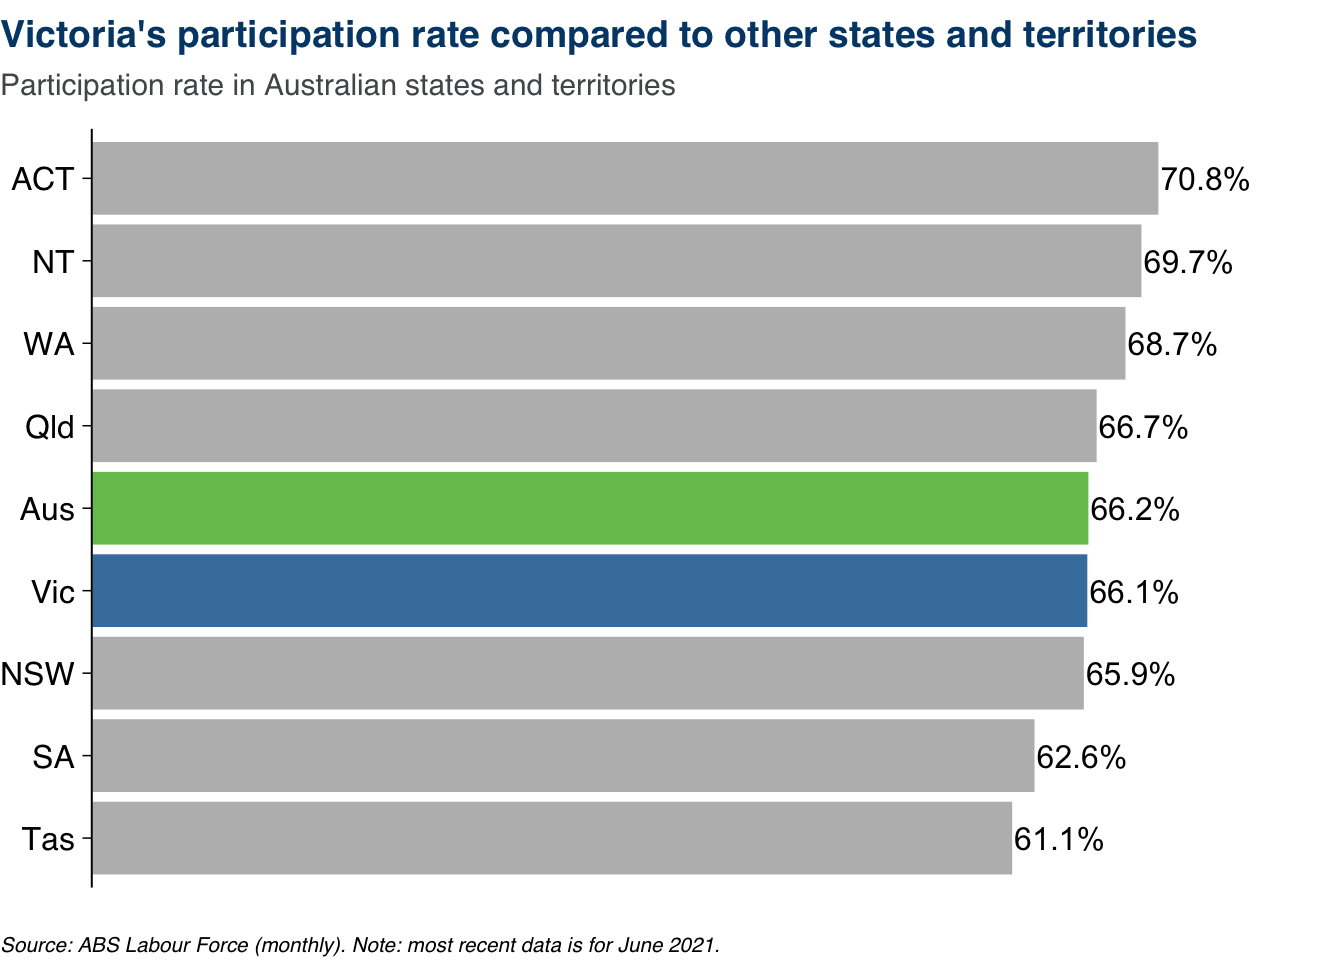 Victoria's participation rate compared to other states and territories
Participation rate in Australian states and territories
ACT 70.8%
NT 69.7%
WA 68.7%
Qld 66.7%
Aus 66.2%
Vic 66.1%
NSW 65.9%
SA 62.6%
Tas 61.1%
Source: ABS Labour Force (monthly). Note: most recent data is for June 2021.